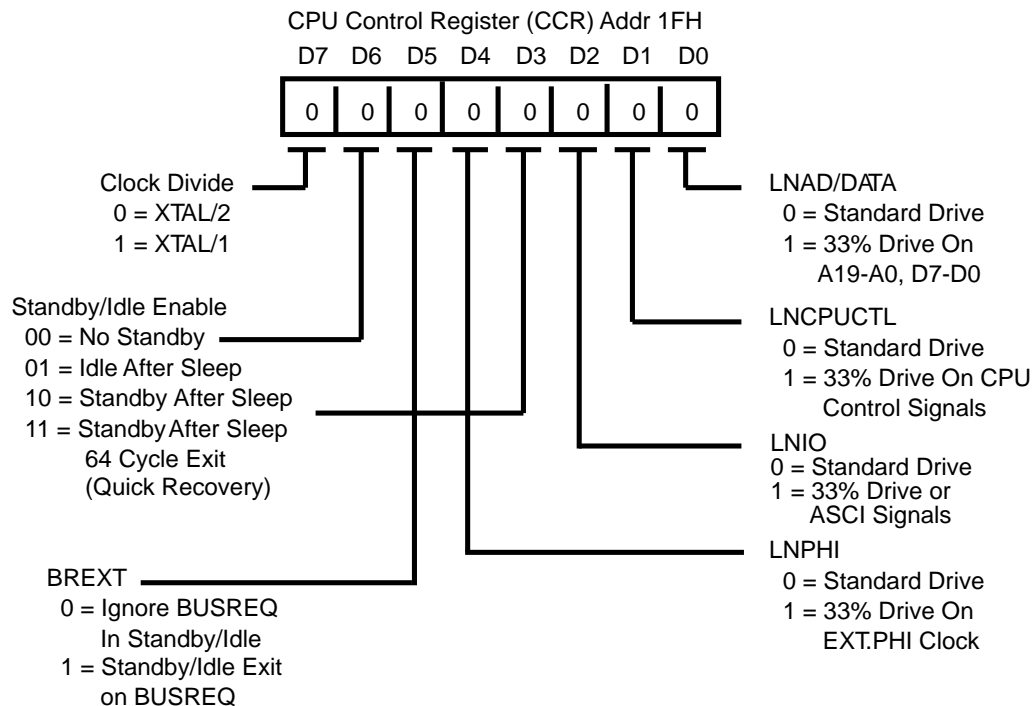 CPU Control Register (CCR) Addr 1FH
D7 D6 D5 D4 D3 D2 D1 D0
0 0 0 0 0 0 0 0
Clock Divide
0 = XTAL/2
1 = XTAL/1
Standby/Idle Enable
00 = No Standby
01 = Idle After Sleep
10 = Standby After Sleep
11 = Standby After Sleep
64 Cycle Exit
(Quick Recovery)
BREXT
0 = Ignore BUSREQ
In Standby/Idle
1 = Standby/Idle Exit
on BUSREQ
LNAD/DATA
0 = Standard Drive
1 = 33% Drive On
A19-A0, D7-D0
LNCPUCTL
0 = Standard Drive
1 = 33% Drive On CPU
Control Signals
LNIO
0 = Standard Drive
1 = 33% Drive or
ASCI Signals
LNPHI
0 = Standard Drive
1 = 33% Drive On
EXT.PHI Clock